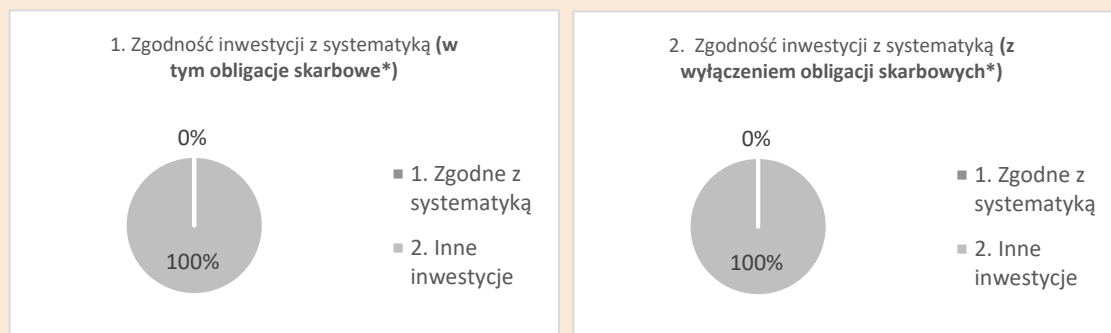 1. Zgodność inwestycji z systematyką (w
tym obligacje skarbowe*)
0%
100%
1. Zgodne z
systematyką
2. Inne
inwestycje
2. Zgodność inwestycji z systematyką (z
wyłączeniem obligacji skarbowych*)
0%
100%
1. Zgodne z
systematyką
2. Inne
inwestycje